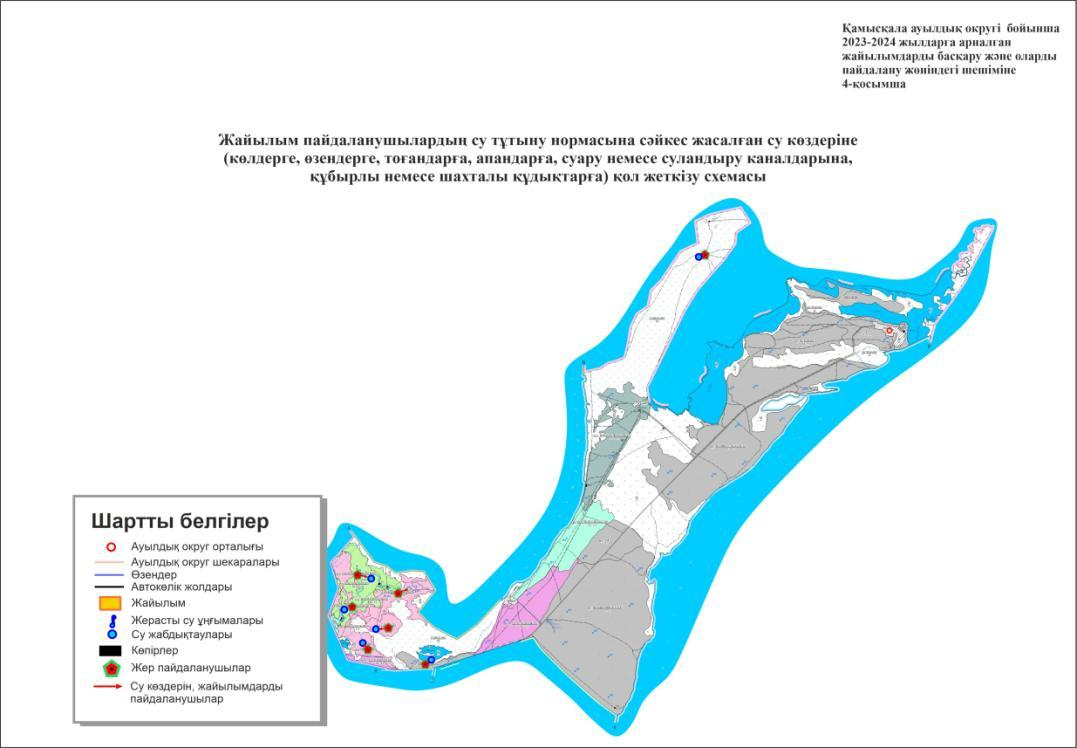 Қамысқала ауылдық округі бойынша
2023-2024 жылдарға арналған
жайылымдарды басқару және оларды
пайдалану жөніндегі шешіміне
4-қосымша
Жайылым пайдаланушылардың су тұтыну нормасына сәйкес жасалған су көздеріне
(көлдерге, өзендерге, тоғандарға, апандарға, суару немесе суландыру каналдарына,
құбырлы немесе шахталы құдықтарға) қол жеткізу схемасы
Шартты белгілер
Ауылдық округ орталығы
Ауылдық округ шекаралары
Өзендер
Автокөлік жолдары
Жайылым
Жерасты су ұңғымалары
Су жабдықтаулары
Көпірлер
Жер пайдаланушылар
Су көздерін, жайылымдарды
пайдаланушылар